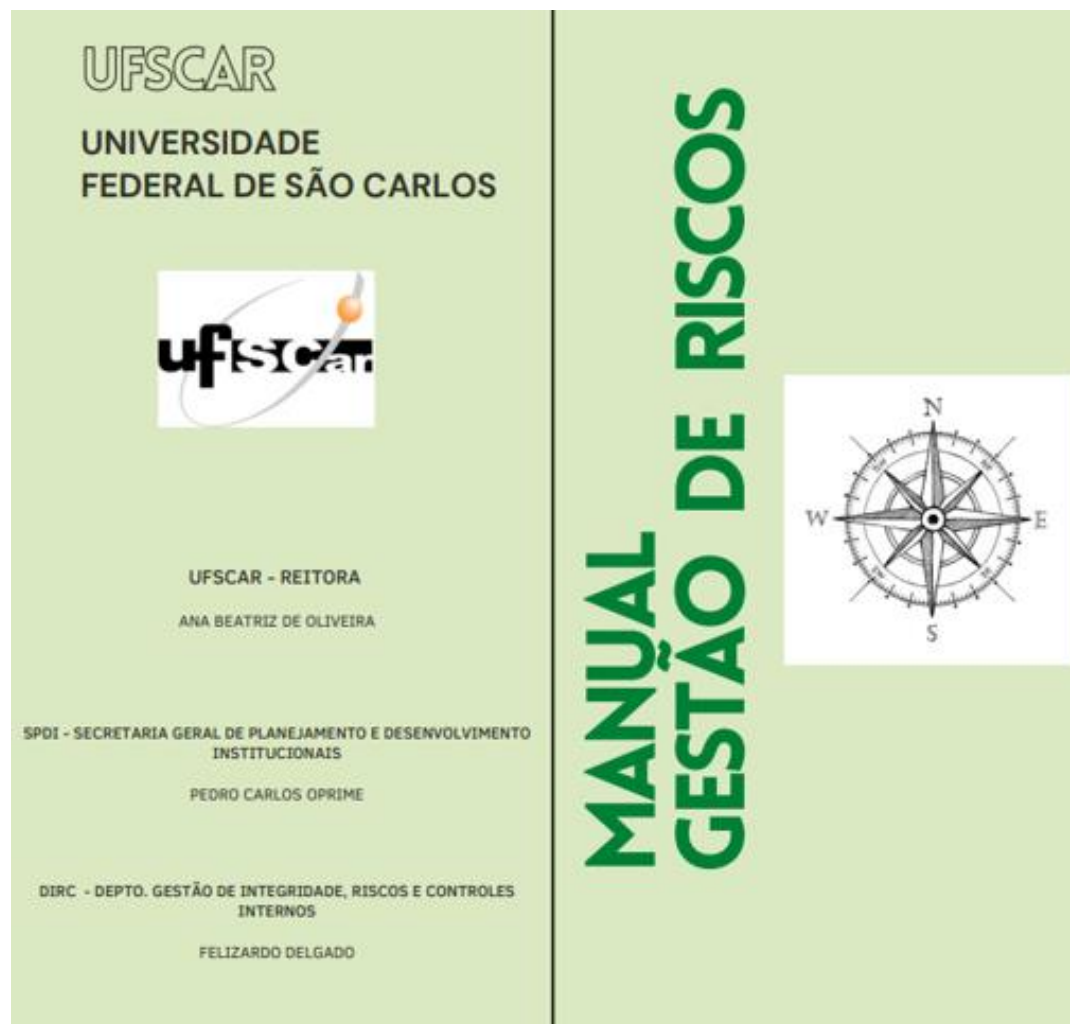 UFSCAR
UNIVERSIDADE
FEDERAL DE SÃO CARLOS
ufscar
UFSCAR - REITORA
ANA BEATRIZ DE OLIVEIRA
SPDI - SECRETARIA GERAL DE PLANEJAMENTO E DESENVOLVIMENTO
INSTITUCIONAIS
PEDRO CARLOS OPRIME
DIRC - DEPTO. GESTÃO DE INTEGRIDADE, RISCOS E CONTROLES
INTERNOS
FELIZARDO DELGADO
MANUAL
GESTÃO DE RISCOS
N
W
E
S